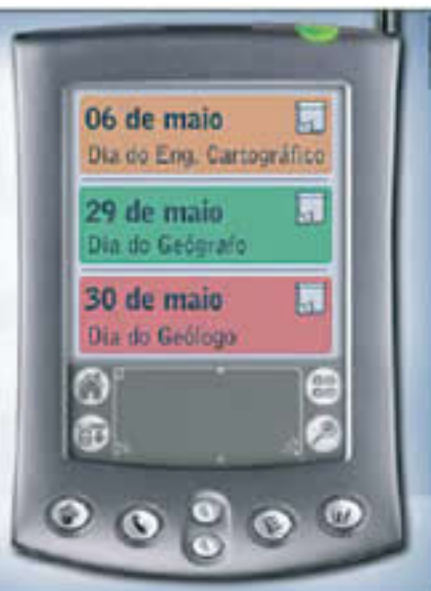 06 de maio
Dia do Eng. Cartográfico
29 de maio
Dia do Geógrafo
30 de maio
Dia do Geólogo